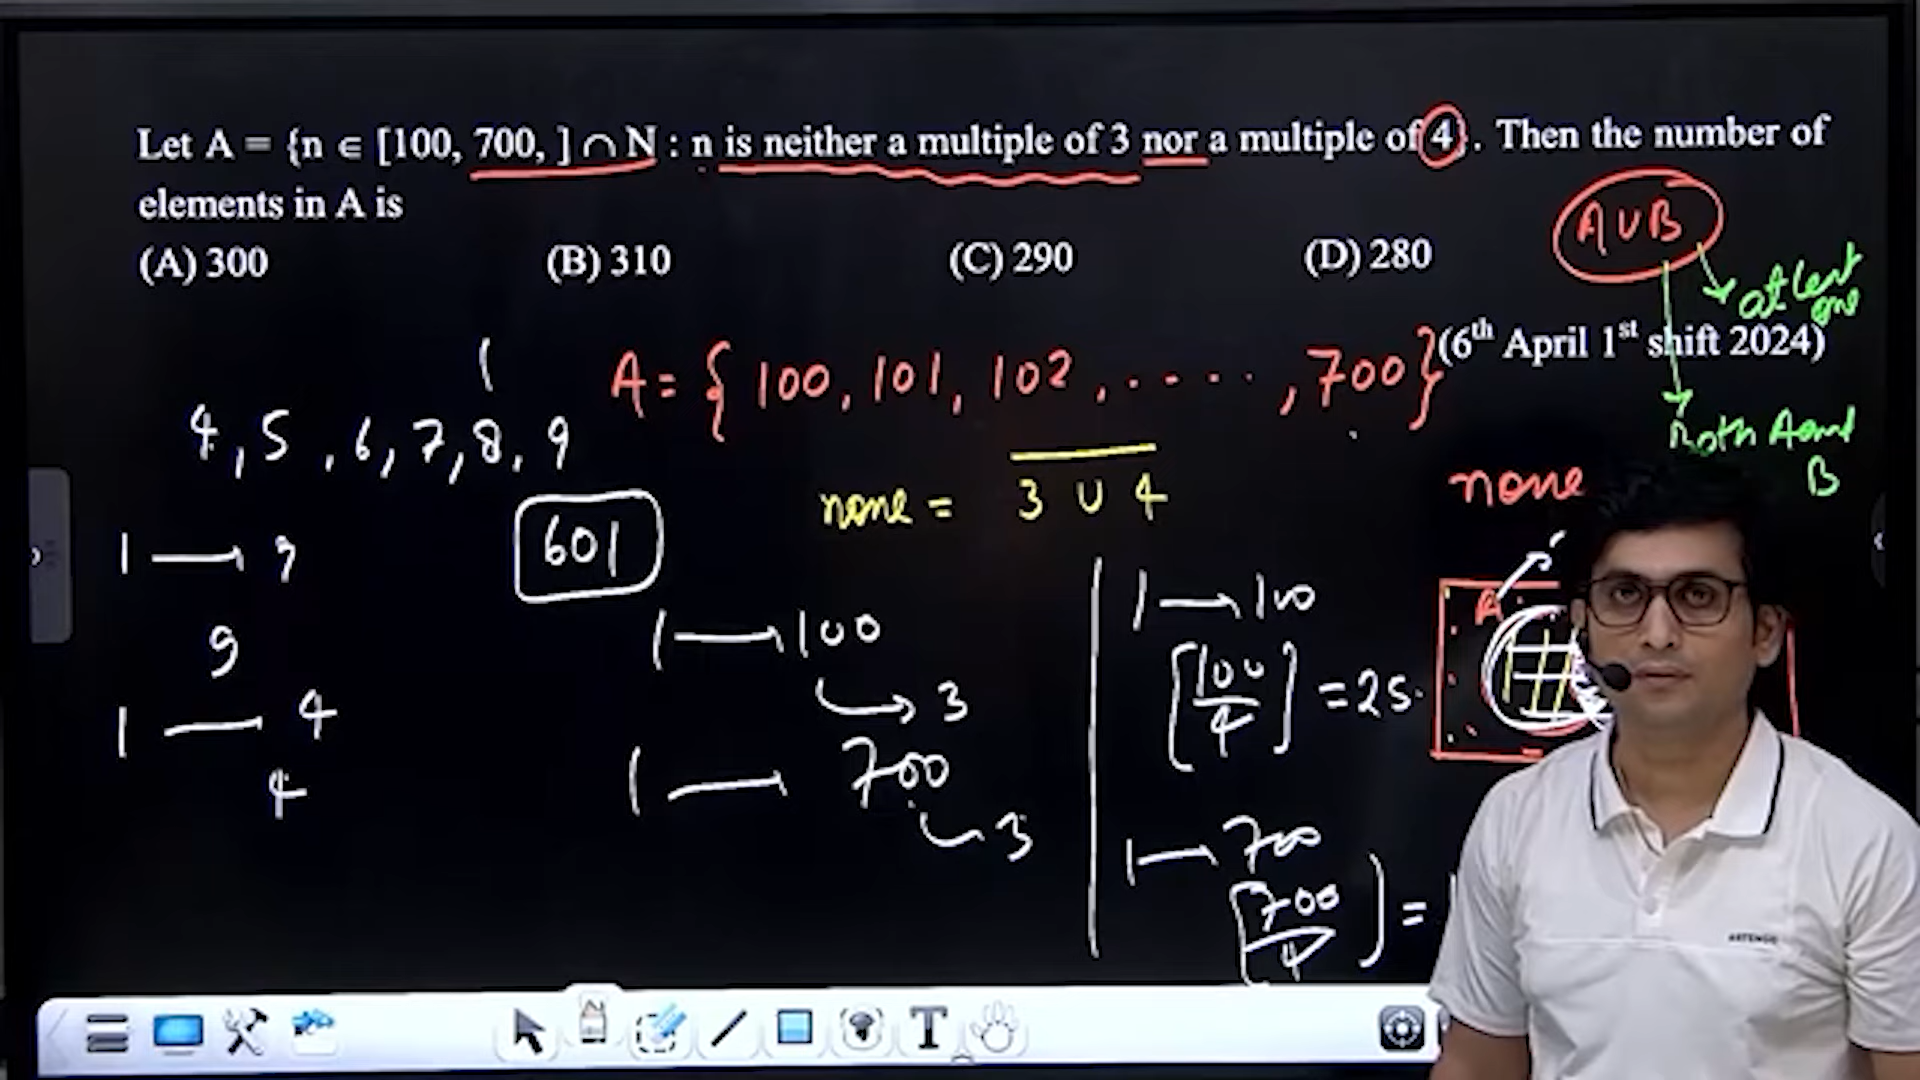 Let A = {n ∈ [100, 700, ] ∩ N : n is neither a multiple of 3 nor a multiple of 4}. Then the number of
elements in A is
(A) 300 (B) 310 (C) 290 (D) 280
A∪B
at least one
(6th April 1st shift 2024)
Both A and B
A = { 100, 101, 102, ....., 700}
4, 5, 6, 7, 8, 9
none = 3 ∪ 4
none
601
A
1 → 100
3
1 — 700
3
1 → 100
[100/4] = 25
1 → 700
[700/4] =
1 —
9
1 — 4
4
T
ARTENGO